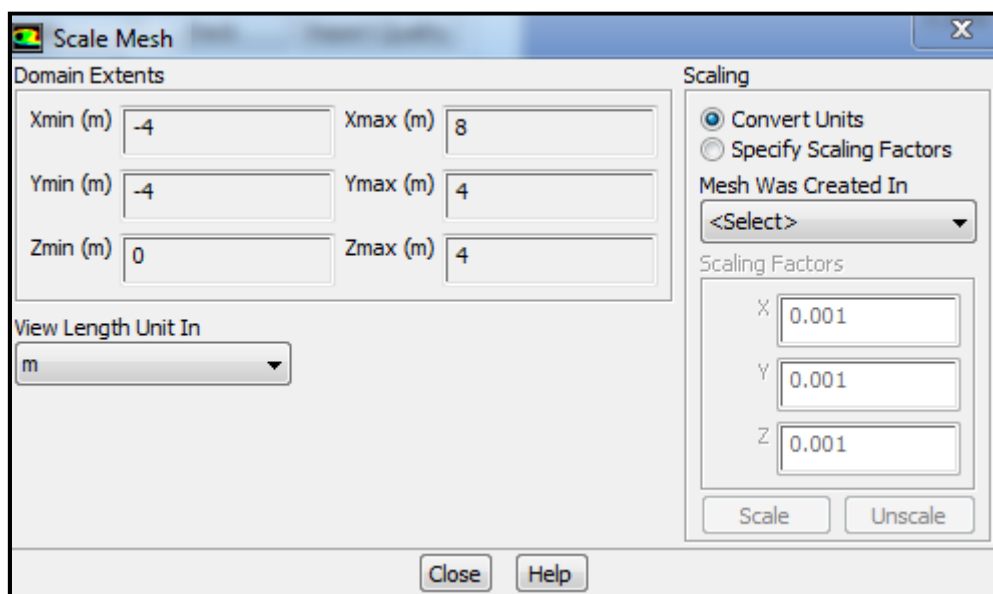 Scale Mesh
Domain Extents
Xmin (m) -4 Xmax (m) 8
Ymin (m) -4 Ymax (m) 4
Zmin (m) 0 Zmax (m) 4
View Length Unit In
m
Scaling
Convert Units
Specify Scaling Factors
Mesh Was Created In
<Select>
Scaling Factors
X 0.001
Y 0.001
Z 0.001
Scale Unscale
Close Help